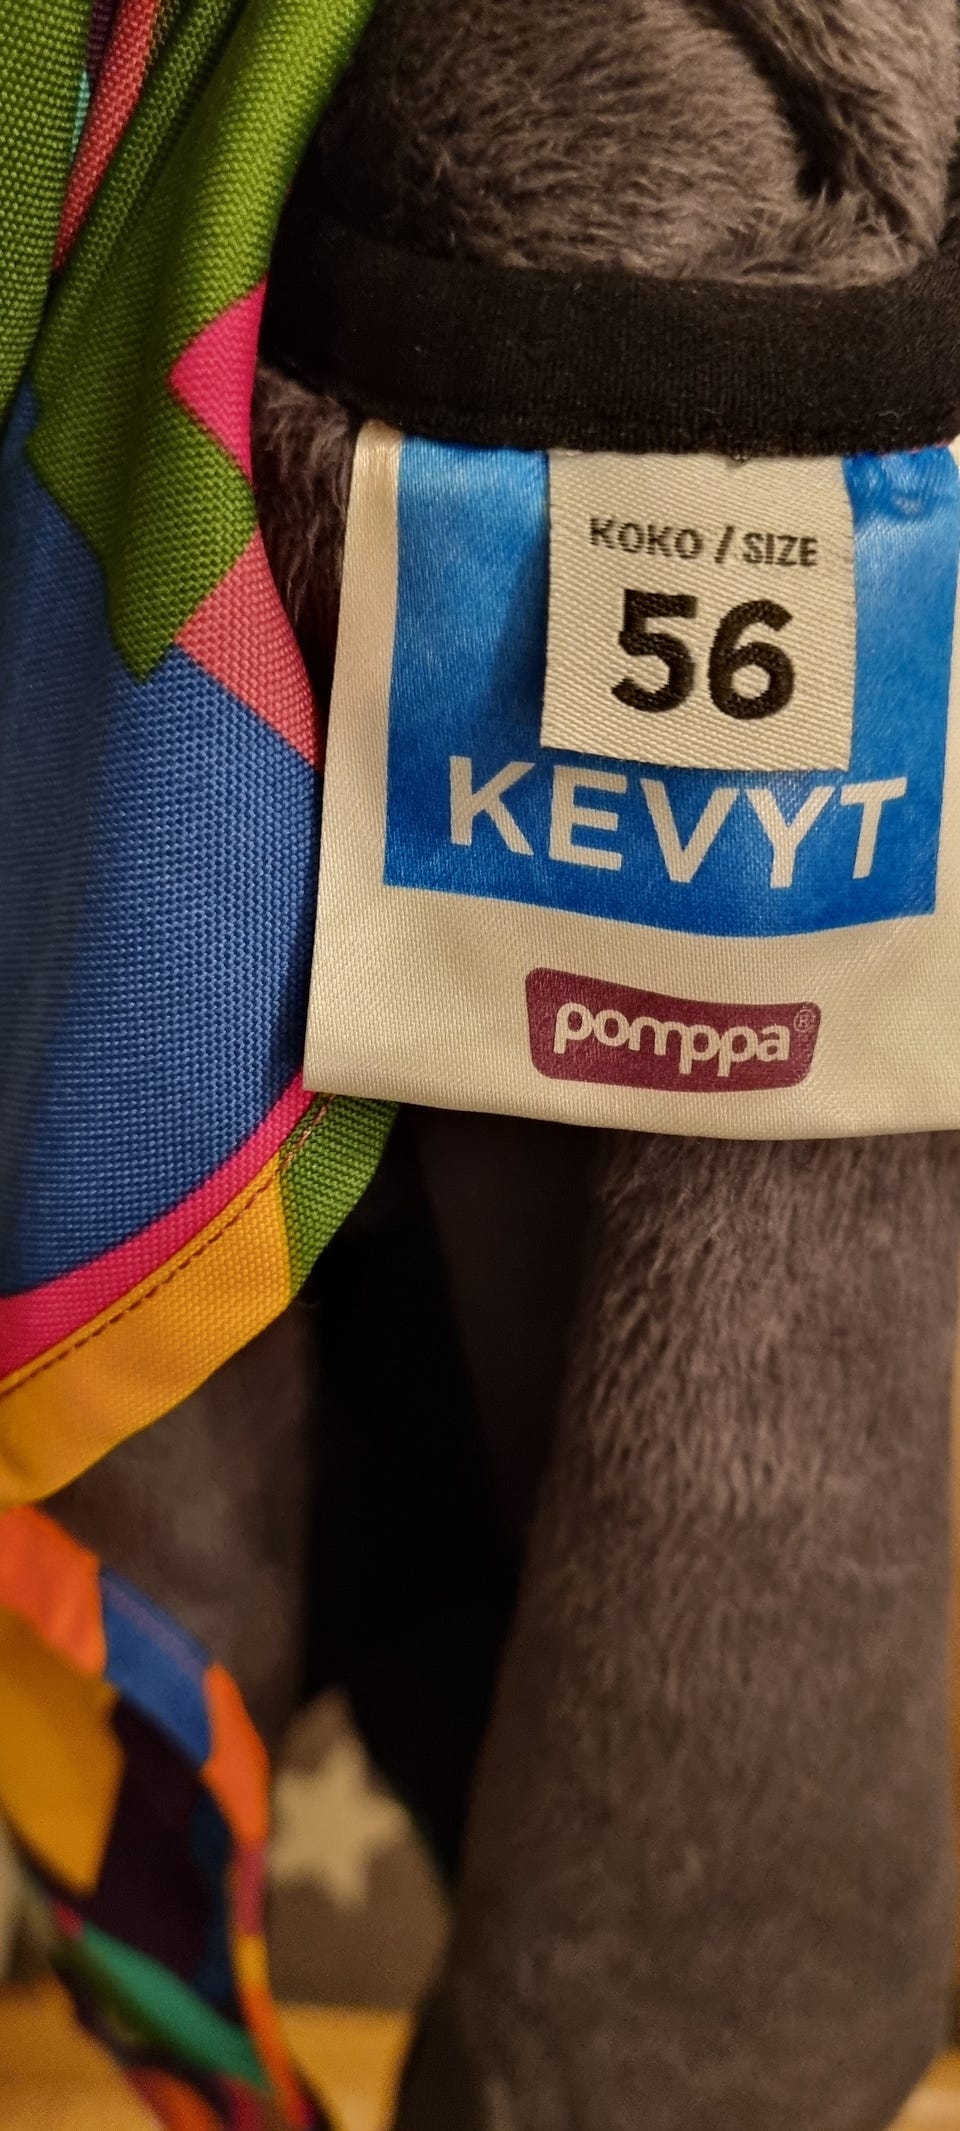 KOKO / SIZE
56
KEVYT
pomppa®